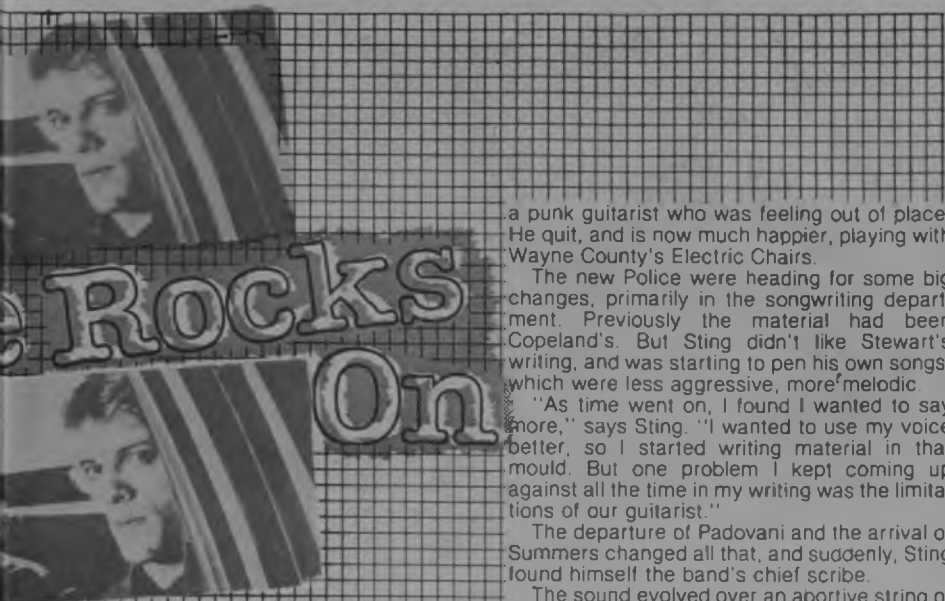 e Rocks
On
a punk guitarist who was feeling out of place
He quit, and is now much happier, playing with
Wayne County's Electric Chairs.
The new Police were heading for some big
changes, primarily in the songwriting depart
ment. Previously the material had been
Copeland's. But Sting didn't like Stewart's
writing, and was starting to pen his own songs
which were less aggressive, more melodic.
"As time went on, I found I wanted to say
more," says Sting. "I wanted to use my voice
better, so I started writing material in tha
mould. But one problem I kept coming up
against all the time in my writing was the limita
tions of our guitarist."
The departure of Padovani and the arrival o
Summers changed all that, and suddenly, Sting
found himself the band's chief scribe.
The sound evolved over an abortive string o